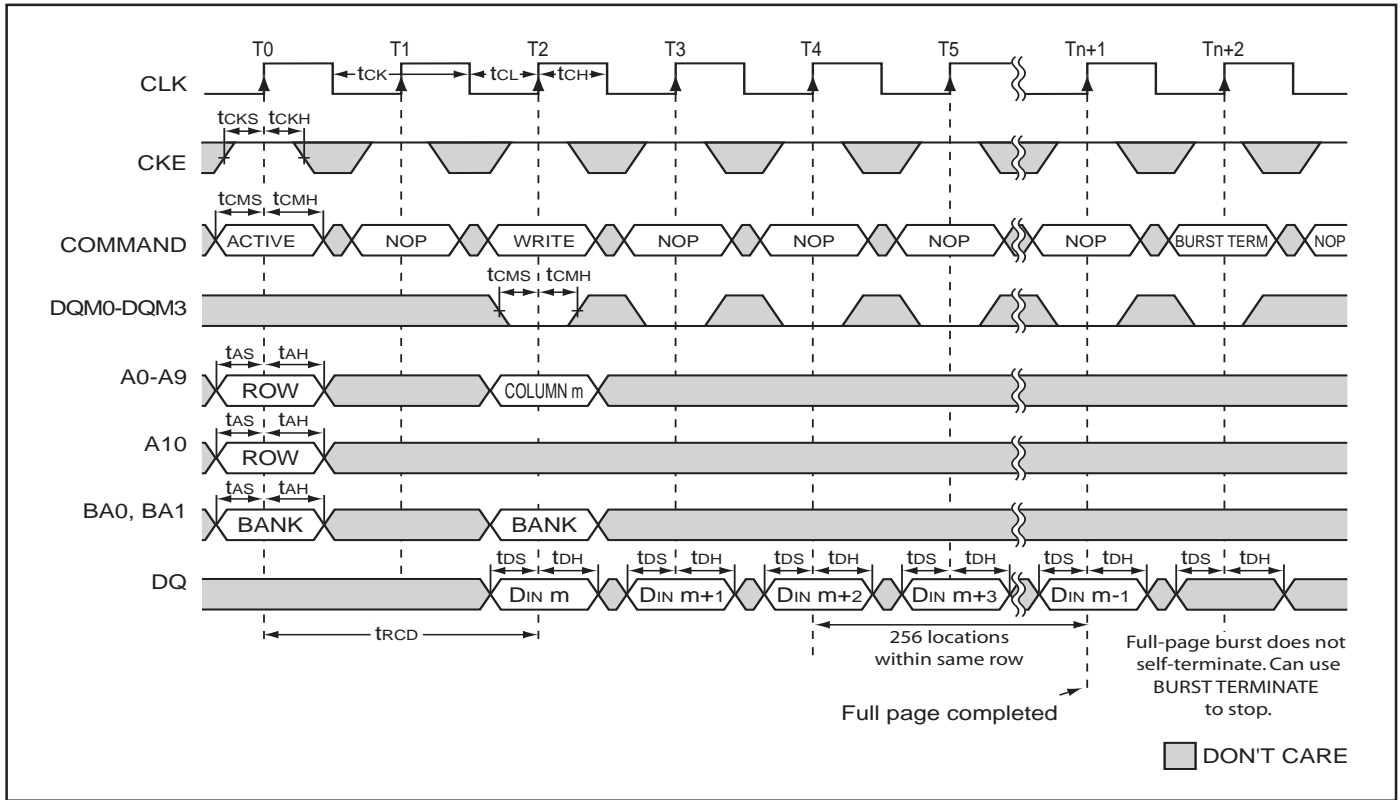 T0 T1 T2 T3 T4 T5 Tn+1 Tn+2
CLK tCK tCL tCH
tCKS tCKH
CKE
tCMS tCMH
COMMAND ACTIVE NOP WRITE NOP NOP NOP NOP BURST TERM NOP
tCMS tCMH
DQM0-DQM3
tAS tAH
A0-A9 ROW COLUMN m
tAS tAH
A10 ROW
tAS tAH
BA0, BA1 BANK BANK
tDS tDH tDS tDH tDS tDH tDS tDH tDS tDH tDS tDH
DQ DIN m DIN m+1 DIN m+2 DIN m+3 DIN m-1
tRCD
256 locations
within same row
Full page completed
Full-page burst does not
self-terminate. Can use
BURST TERMINATE
to stop.
DON'T CARE